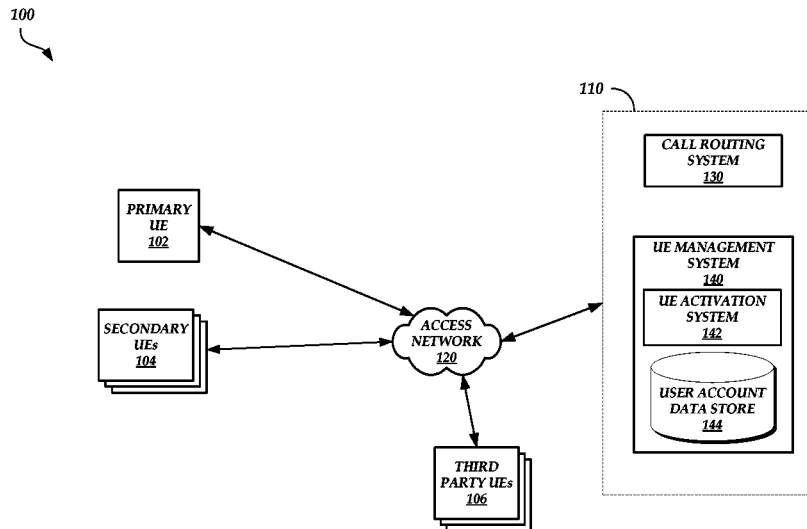 100
110
CALL ROUTING
SYSTEM
130
PRIMARY
UE
102
UE MANAGEMENT
SYSTEM
140
UE ACTIVATION
SYSTEM
142
SECONDARY
UEs
104
ACCESS
NETWORK
120
USER ACCOUNT
DATA STORE
144
THIRD
PARTY UEs
106